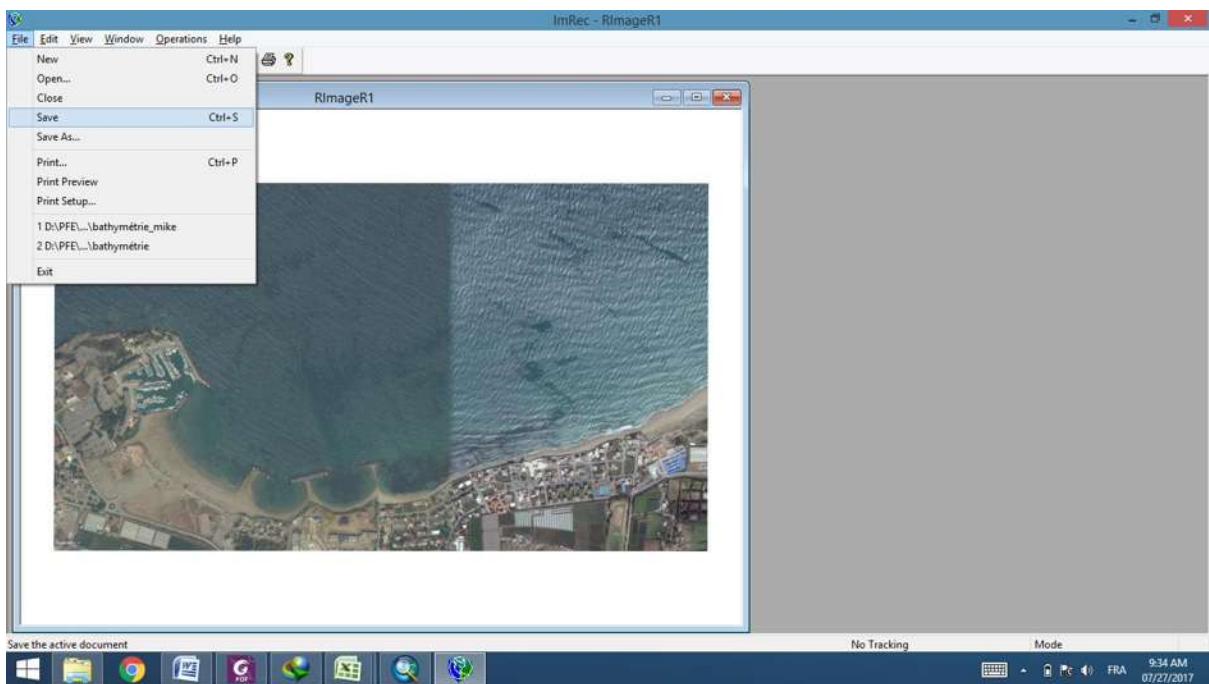 ImRec - RImageR1
File Edit View Window Operations Help
New Ctrl+N
Open... Ctrl+O
Close
Save Ctrl+S
Save As...
Print... Ctrl+P
Print Preview
Print Setup...
1 D:\PFE\...\bathymétrie_mike
2 D:\PFE\...\bathymétrie
Exit
RImageR1
Save the active document No Tracking Mode
FRA 9:34 AM
07/27/2017